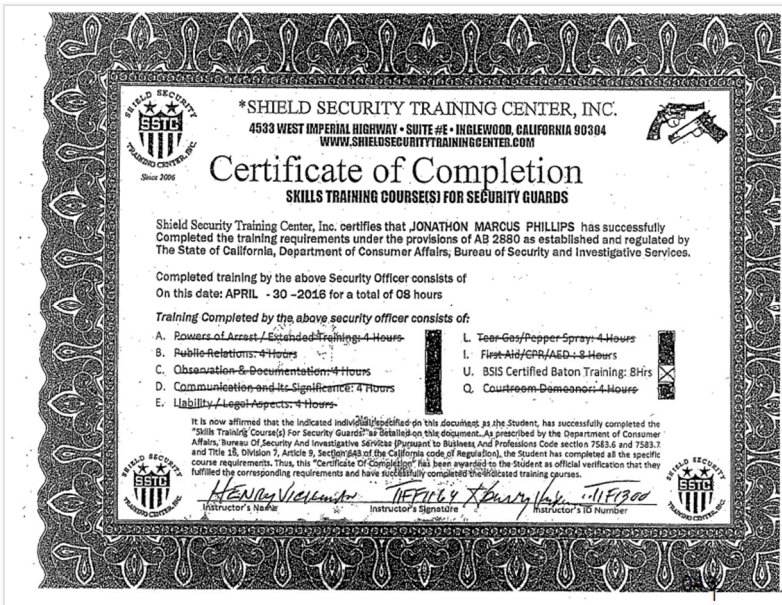 SHIELD SECURITY
SSTC
TRAINING CENTER, INC.
Since 2006
*SHIELD SECURITY TRAINING CENTER, INC.
4533 WEST IMPERIAL HIGHWAY • SUITE #E • INGLEWOOD, CALIFORNIA 90304
WWW.SHIELDSECURITYTRAININGCENTER.COM
Certificate of Completion
SKILLS TRAINING COURSE(S) FOR SECURITY GUARDS
Shield Security Training Center, Inc. certifies that JONATHON MARCUS PHILLIPS has successfully
Completed the training requirements under the provisions of AB 2880 as established and regulated by
The State of California, Department of Consumer Affairs, Bureau of Security and Investigative Services.
Completed training by the above Security Officer consists of
On this date: APRIL - 30 -2016 for a total of 08 hours
Training Completed by the above security officer consists of:
A. Powers of Arrest / Extended Training: 4 Hours
B. Public Relations: 4 Hours
C. Observation & Documentation: 4 Hours
D. Communication and Its Significance: 4 Hours
E. Liability / Legal Aspects: 4 Hours
L. Tear Gas/Pepper Spray: 4 Hours
I. First Aid/CPR/AED: 8 Hours
U. BSIS Certified Baton Training: 8Hrs
Q. Courtroom Demeanor: 4 Hours
It is now affirmed that the indicated individual specified on this document as the Student, has successfully completed the
"Skills Training Course(s) For Security Guards" as detailed on this document. As prescribed by the Department of Consumer
Affairs, Bureau Of Security And Investigative Services (Pursuant to Business And Professions Code section 7583.6 and 7583.7
and Title 16, Division 7, Article 9, Section 643 of the California code of Regulation), the Student has completed all the specific
course requirements. Thus, this "Certificate Of Completion" has been awarded to the Student as official verification that they
fulfilled the corresponding requirements and have successfully completed the indicated training courses.
SHIELD SECURITY
SSTC
TRAINING CENTER, INC.
SHIELD SECURITY
SSTC
TRAINING CENTER, INC.
Instructor's Name
Instructor's Signature
Instructor's ID Number